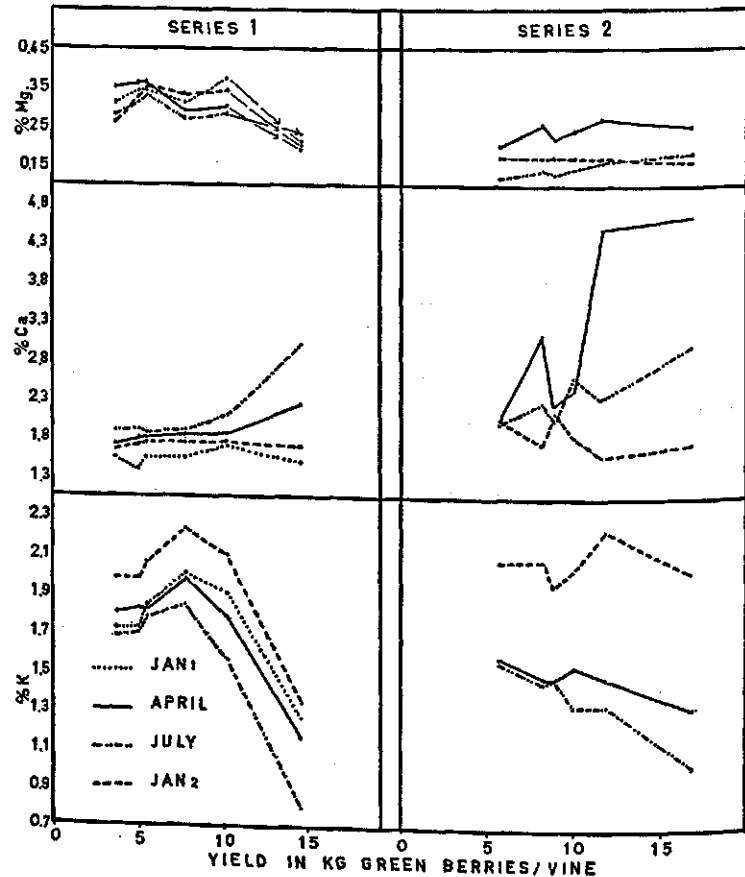 SERIES 1
SERIES 2
%Mg
0,45
,35
0,25
0,15
%Ca
4,8
4,3
3,8
3,3
2,8
2,3
1,8
1,3
%K
2,3
2,1
1,9
1,7
1,5
1,3
1,1
0,9
0,7
JAN1
APRIL
JULY
JAN2
0 5 10 15 0 5 10 15
YIELD IN KG GREEN BERRIES/VINE